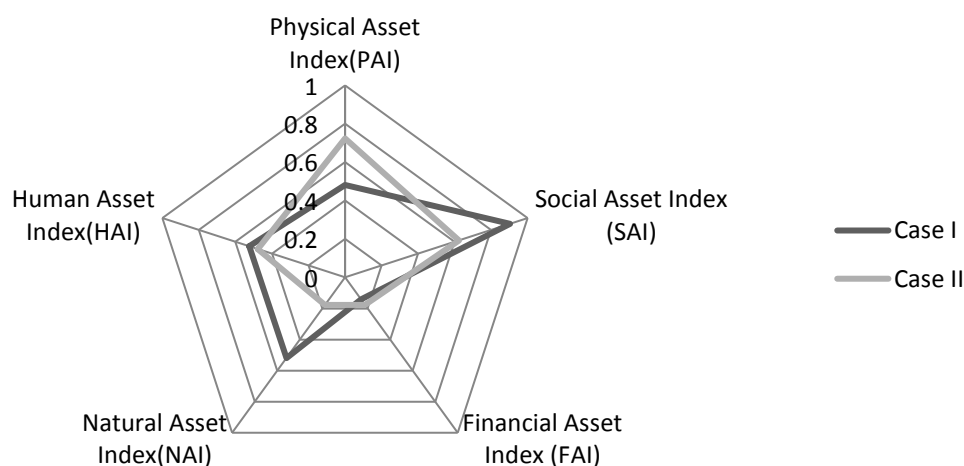 Physical Asset
Index(PAI)
1
0.8
0.6
0.4
0.2
0
Human Asset
Index(HAI)
Social Asset Index
(SAI)
Case I
Case II
Natural Asset
Index(NAI)
Financial Asset
Index (FAI)